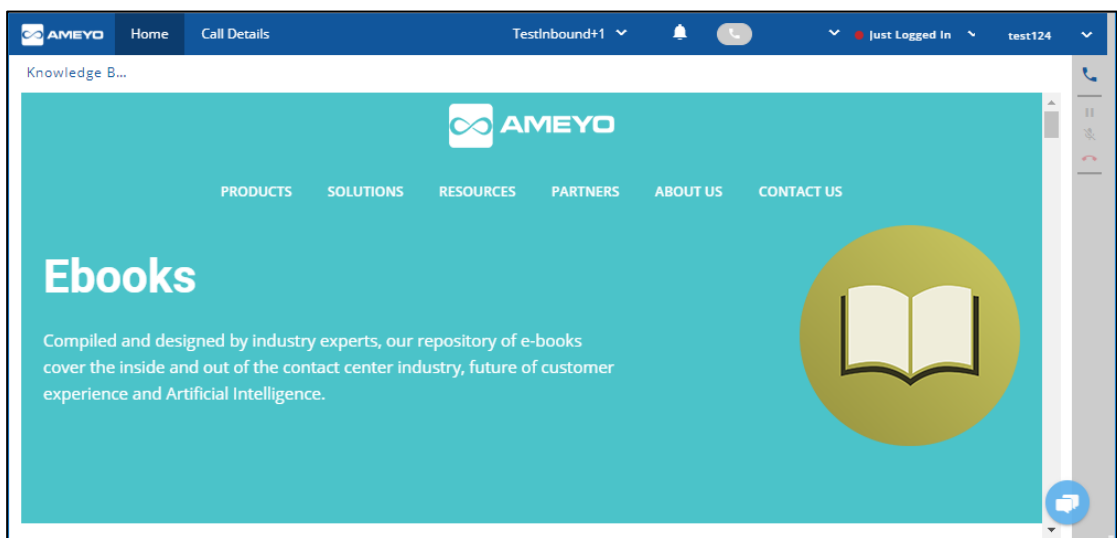 AMEYO Home Call Details TestInbound+1 Just Logged In test124
Knowledge B...
AMEYO
PRODUCTS SOLUTIONS RESOURCES PARTNERS ABOUT US CONTACT US
Ebooks
Compiled and designed by industry experts, our repository of e-books
cover the inside and out of the contact center industry, future of customer
experience and Artificial Intelligence.